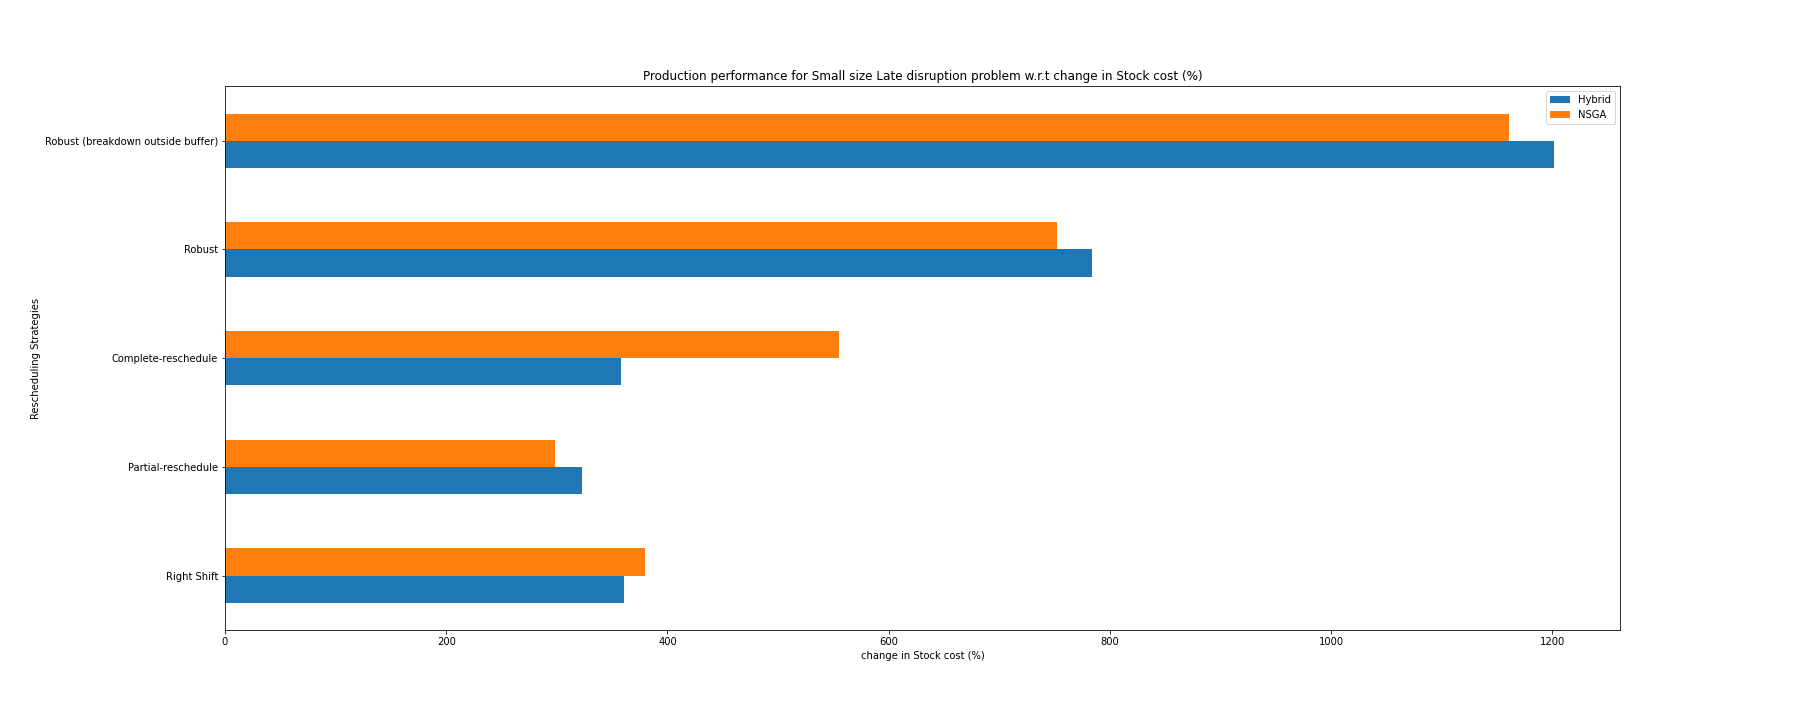 Production performance for Small size Late disruption problem w.r.t change in Stock cost (%)
Hybrid
NSGA
Robust (breakdown outside buffer)
Robust
Complete-reschedule
Partial-reschedule
Right Shift
Rescheduling Strategies
0 200 400 600 800 1000 1200
change in Stock cost (%)